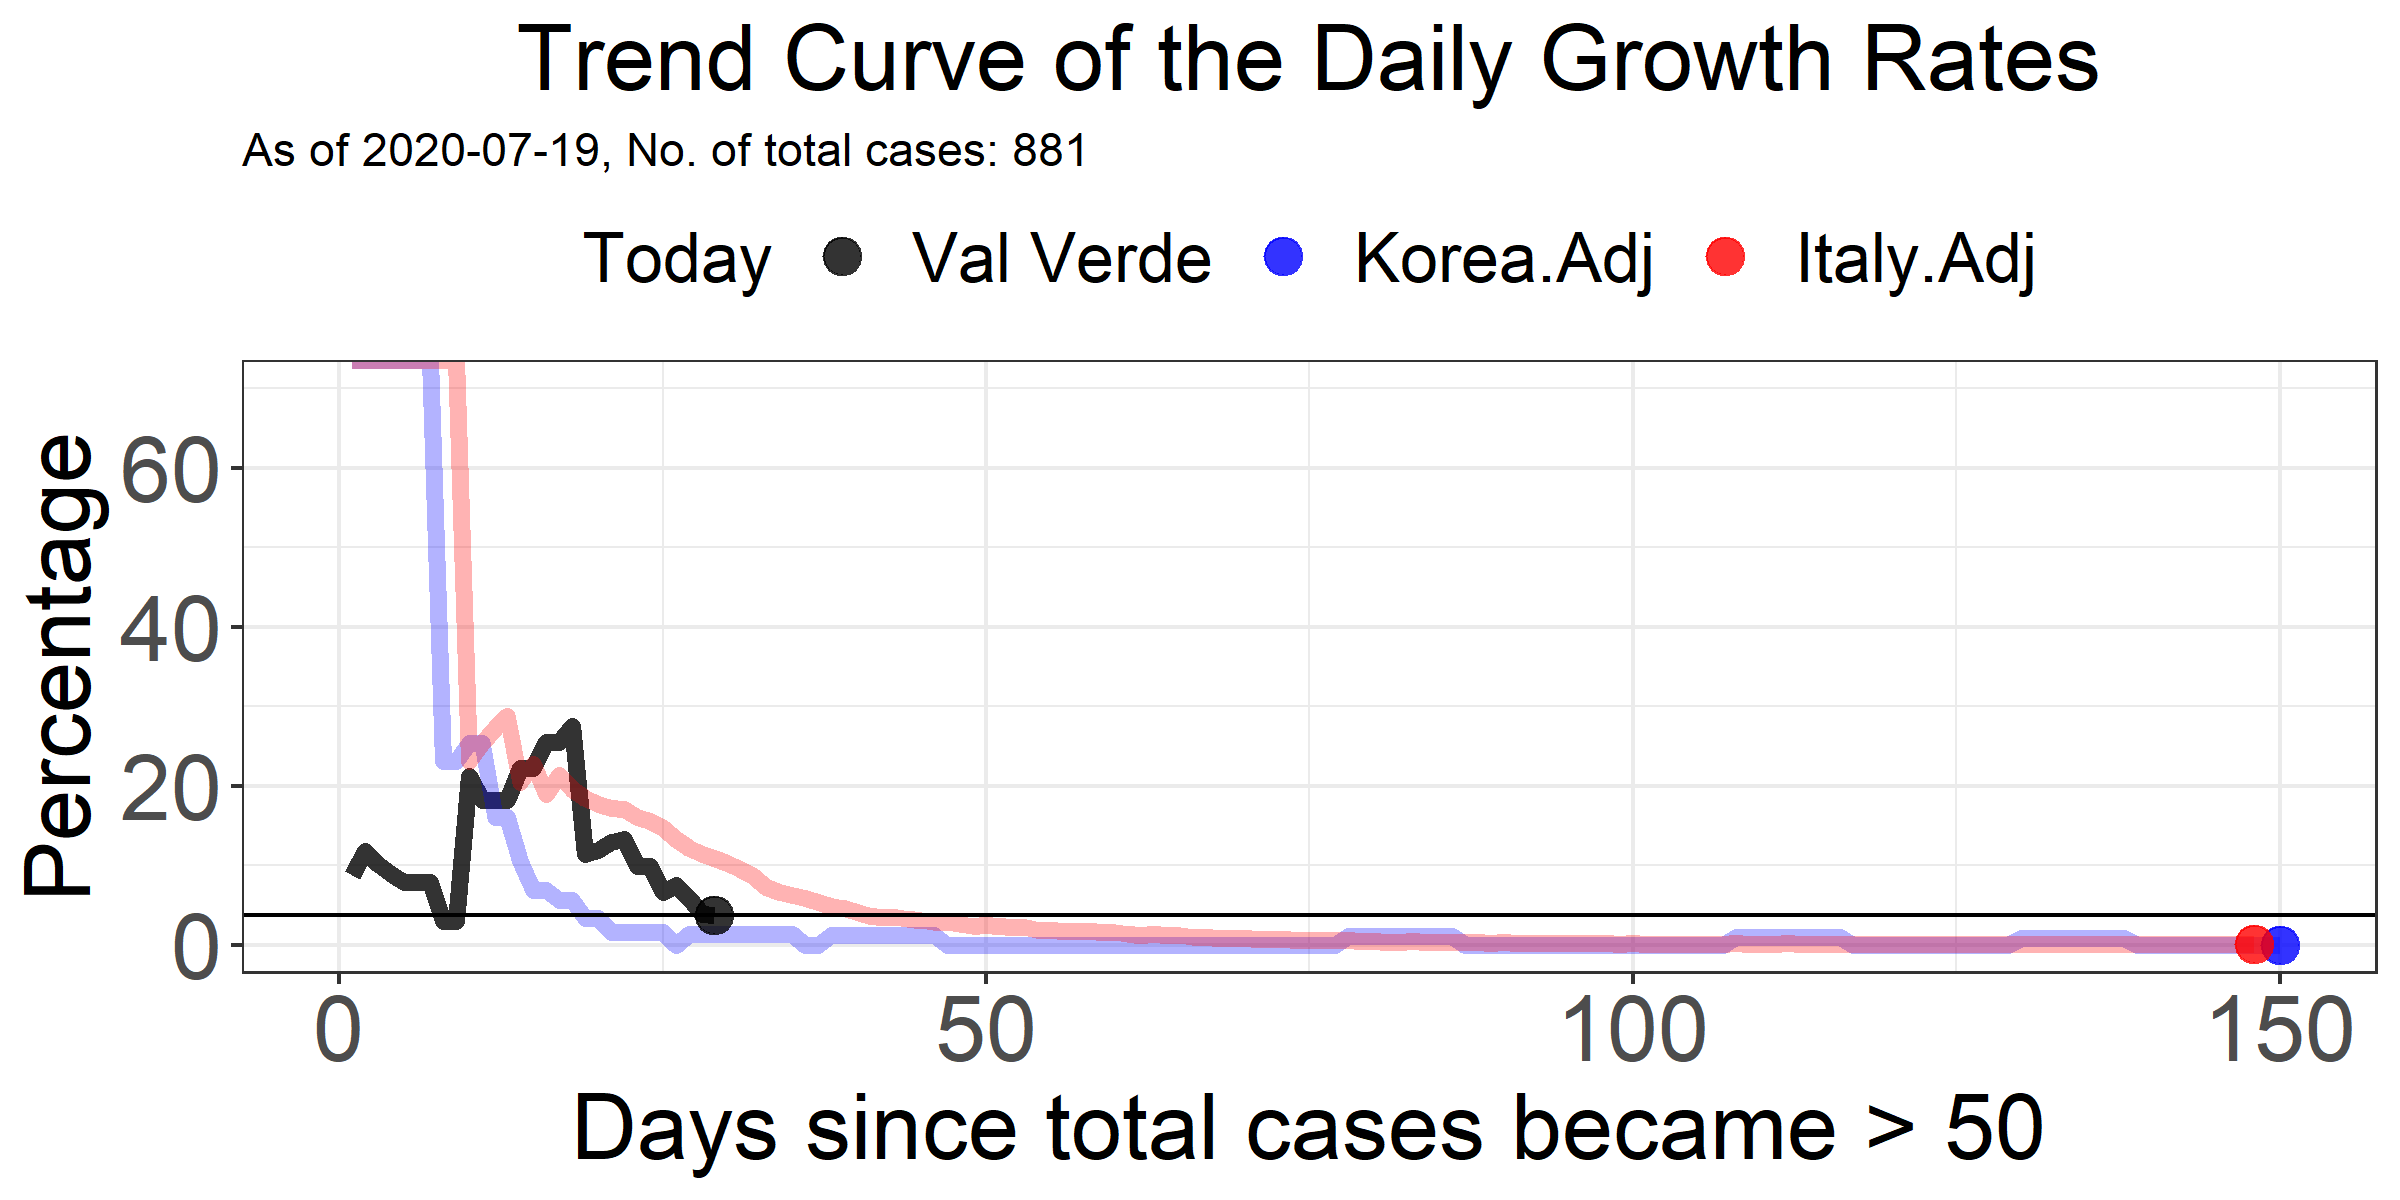 Trend Curve of the Daily Growth Rates
As of 2020-07-19, No. of total cases: 881
Today Val Verde Korea.Adj Italy.Adj
Percentage
60
40
20
0
0 50 100 150
Days since total cases became > 50